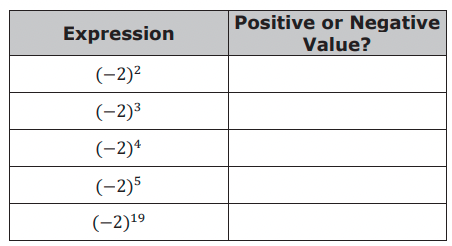 Expression
Positive or Negative
Value?
(−2)²
(−2)³
(−2)⁴
(−2)⁵
(−2)¹⁹